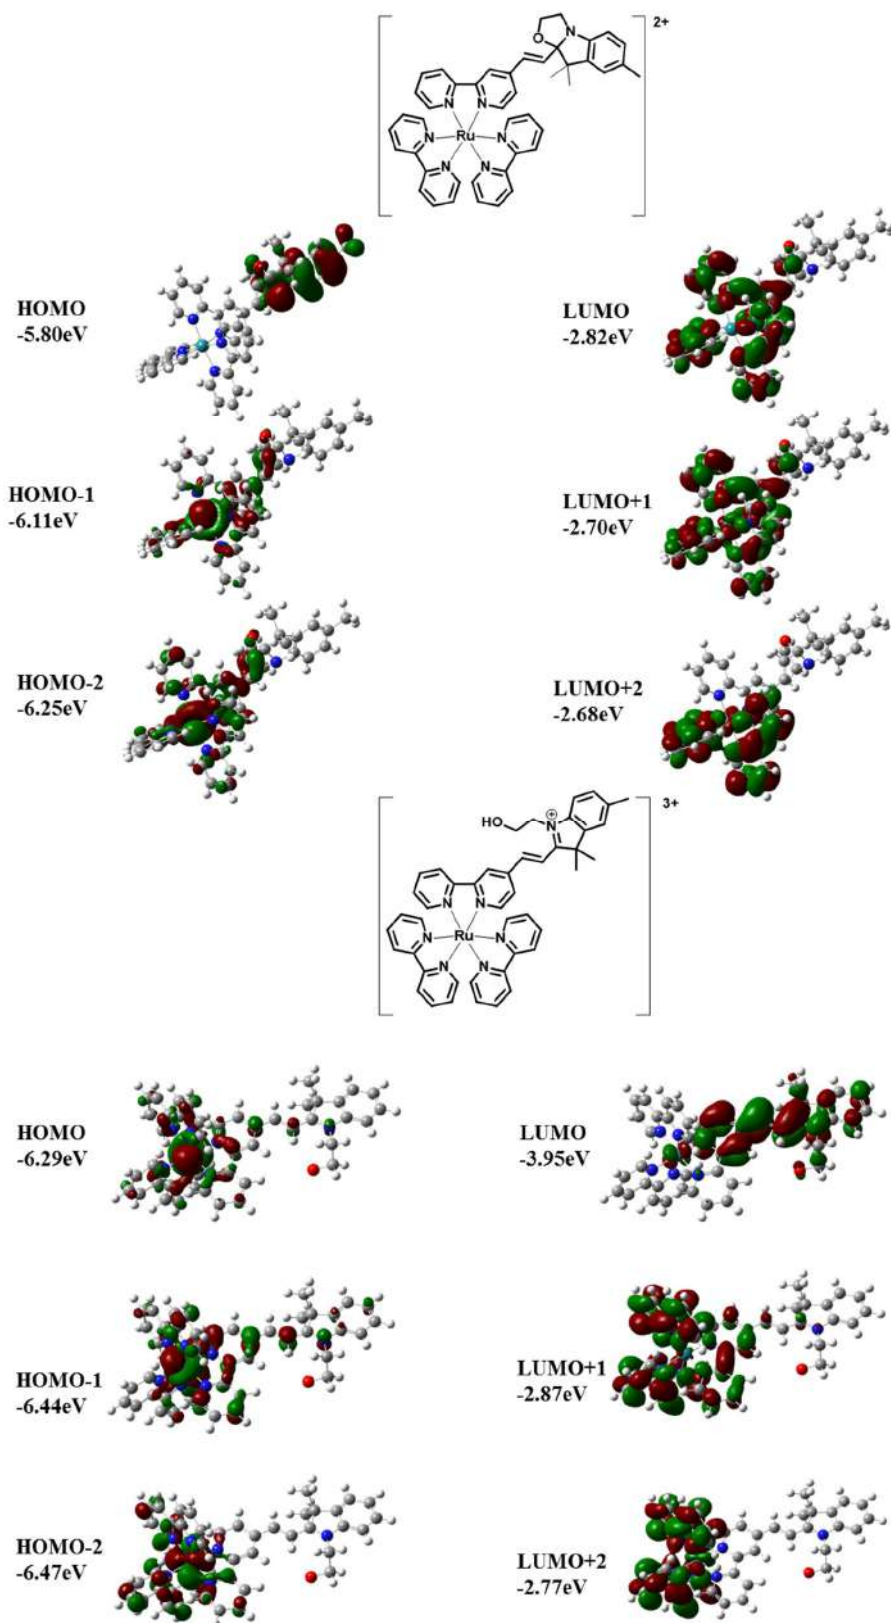 2+
N
O
N
N
N
Ru
N
N
N
HOMO
-5.80eV
LUMO
-2.82eV
HOMO-1
-6.11eV
LUMO+1
-2.70eV
HOMO-2
-6.25eV
LUMO+2
-2.68eV
3+
HO
N
+
N
N
N
Ru
N
N
N
HOMO
-6.29eV
LUMO
-3.95eV
HOMO-1
-6.44eV
LUMO+1
-2.87eV
HOMO-2
-6.47eV
LUMO+2
-2.77eV